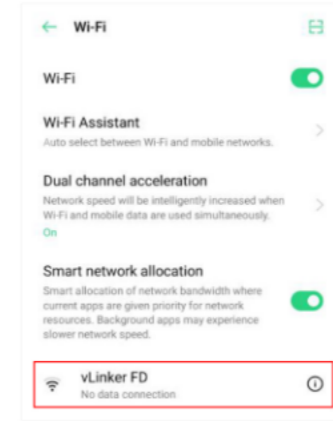 Wi-Fi
Wi-Fi
Wi-Fi Assistant
Auto select between Wi-Fi and mobile networks.
Dual channel acceleration
Network speed will be intelligently increased when
Wi-Fi and mobile data are used simultaneously.
On
Smart network allocation
Smart allocation of network bandwidth where
current apps are given priority for network
resources. Background apps may experience
slower network speed.
vLinker FD
No data connection